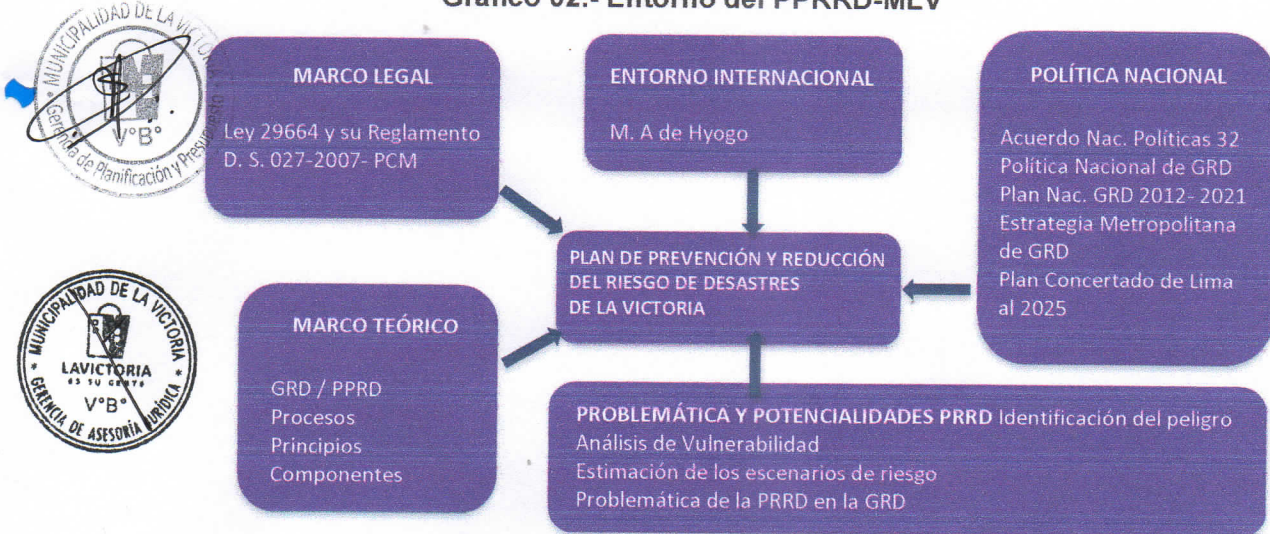 Gráfico 02.- Entorno del PPRRD-MLV
MUNICIPALIDAD DE LA VICTORIA
V°B°
Gerencia de Planificación y Presupuesto
MARCO LEGAL
Ley 29664 y su Reglamento
D. S. 027-2007- PCM
ENTORNO INTERNACIONAL
M. A de Hyogo
POLÍTICA NACIONAL
Acuerdo Nac. Políticas 32
Política Nacional de GRD
Plan Nac. GRD 2012- 2021
Estrategia Metropolitana
de GRD
Plan Concertado de Lima
al 2025
PLAN DE PREVENCIÓN Y REDUCCIÓN
DEL RIESGO DE DESASTRES
DE LA VICTORIA
MUNICIPALIDAD DE LA VICTORIA
LAVICTORIA
ES SU GENTE
V°B°
GERENCIA DE ASESORÍA JURÍDICA
MARCO TEÓRICO
GRD / PPRD
Procesos
Principios
Componentes
PROBLEMÁTICA Y POTENCIALIDADES PRRD Identificación del peligro
Análisis de Vulnerabilidad
Estimación de los escenarios de riesgo
Problemática de la PRRD en la GRD